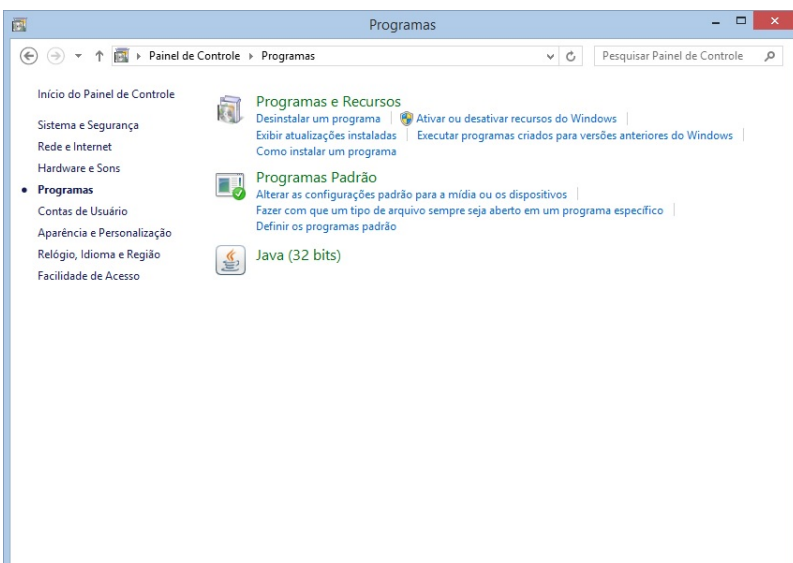 Programas
Painel de Controle Programas
Pesquisar Painel de Controle
Início do Painel de Controle
Sistema e Segurança
Rede e Internet
Hardware e Sons
Programas
Contas de Usuário
Aparência e Personalização
Relógio, Idioma e Região
Facilidade de Acesso
Programas e Recursos
Desinstalar um programa Ativar ou desativar recursos do Windows
Exibir atualizações instaladas Executar programas criados para versões anteriores do Windows
Como instalar um programa
Programas Padrão
Alterar as configurações padrão para a mídia ou os dispositivos
Fazer com que um tipo de arquivo sempre seja aberto em um programa específico
Definir os programas padrão
Java (32 bits)